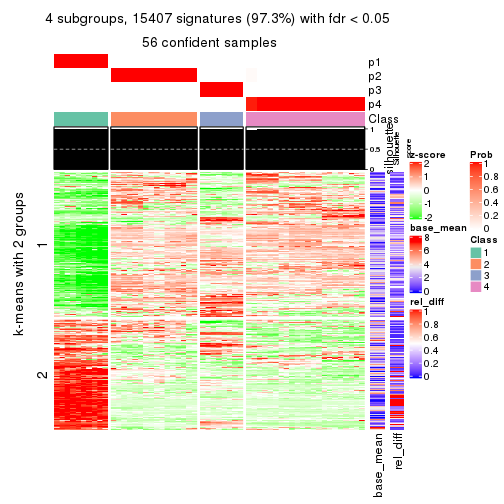 4 subgroups, 15407 signatures (97.3%) with fdr < 0.05
56 confident samples
p1
p2
p3
p4
Class
1
0.5
0
silhouette
Silhouette
score
k-means with 2 groups
1
2
base_mean
rel_diff
z-score
2
1
0
-1
-2
base_mean
8
6
4
2
0
rel_diff
1
0.8
0.6
0.4
0.2
0
Prob
1
0.8
0.6
0.4
0.2
0
Class
1
2
3
4